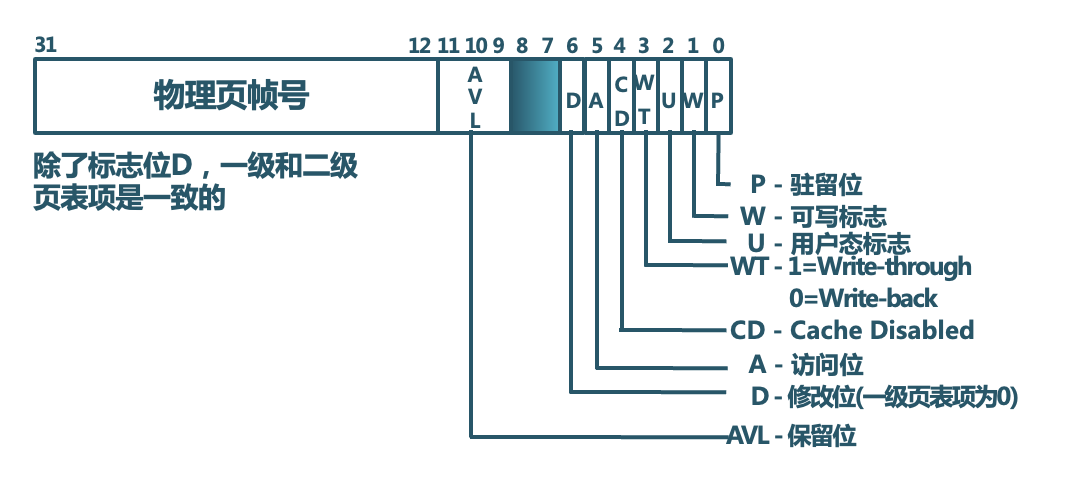 31 12 11 10 9 8 7 6 5 4 3 2 1 0
物理页帧号 AVL D A CD WT U W P
除了标志位D，一级和二级
页表项是一致的
P - 驻留位
W - 可写标志
U - 用户态标志
WT - 1=Write-through
0=Write-back
CD - Cache Disabled
A - 访问位
D - 修改位(一级页表项为0)
AVL - 保留位